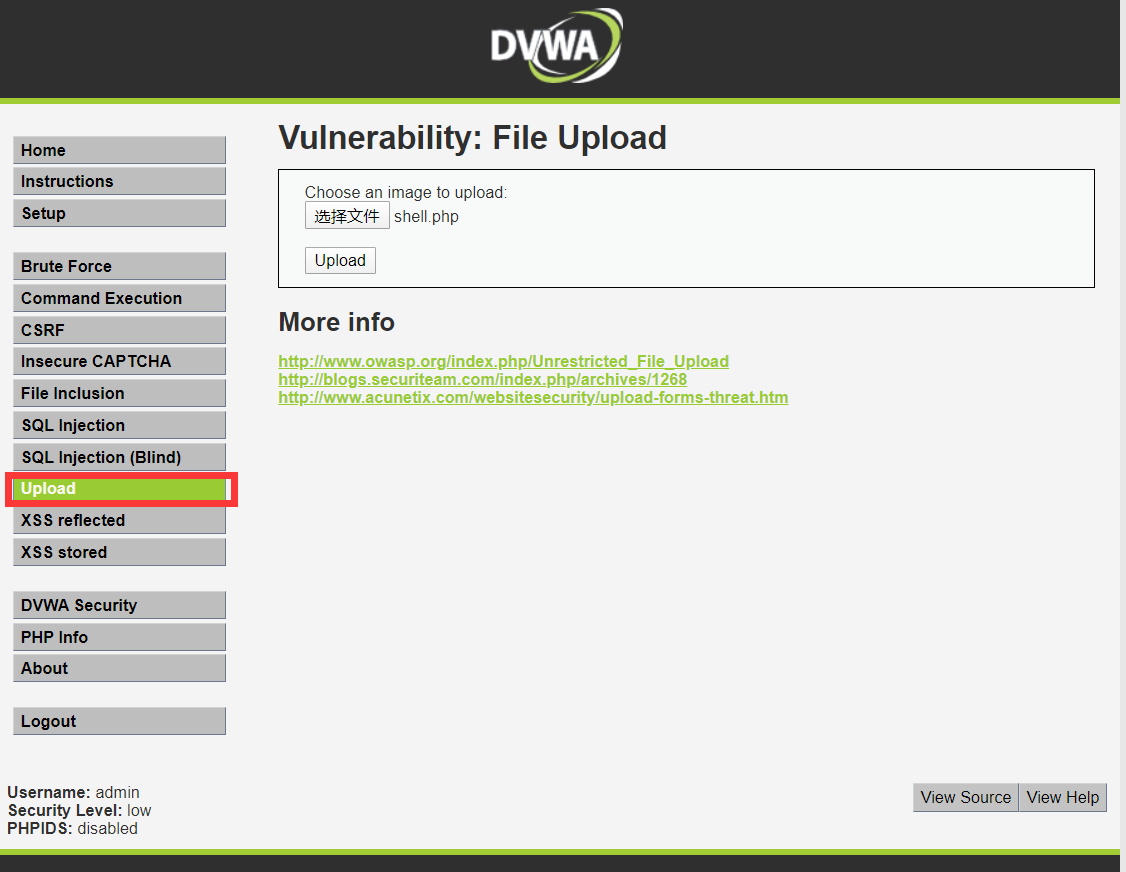 DVWA
Home
Instructions
Setup
Brute Force
Command Execution
CSRF
Insecure CAPTCHA
File Inclusion
SQL Injection
SQL Injection (Blind)
Upload
XSS reflected
XSS stored
DVWA Security
PHP Info
About
Logout
Vulnerability: File Upload
Choose an image to upload:
选择文件 shell.php
Upload
More info
http://www.owasp.org/index.php/Unrestricted_File_Upload
http://blogs.securiteam.com/index.php/archives/1268
http://www.acunetix.com/websitesecurity/upload-forms-threat.htm
Username: admin
Security Level: low
PHPIDS: disabled
View Source View Help